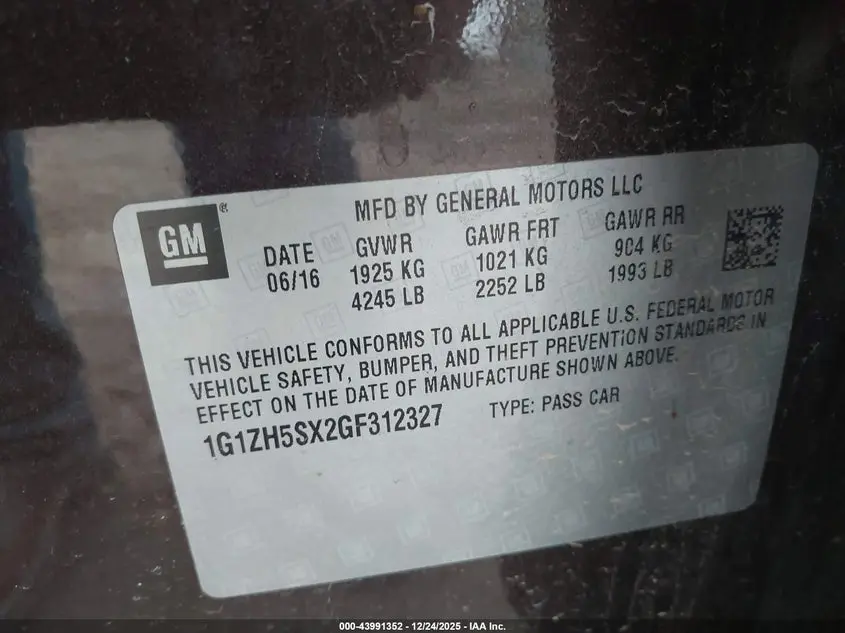 GM
®
MFD BY GENERAL MOTORS LLC
DATE GVWR GAWR FRT GAWR RR
06/16 1925 KG 1021 KG 904 KG
4245 LB 2252 LB 1993 LB
THIS VEHICLE CONFORMS TO ALL APPLICABLE U.S. FEDERAL MOTOR
VEHICLE SAFETY, BUMPER, AND THEFT PREVENTION STANDARDS IN
EFFECT ON THE DATE OF MANUFACTURE SHOWN ABOVE.
1G1ZH5SX2GF312327 TYPE: PASS CAR
000-43991352 - 12/24/2025 - IAA Inc.